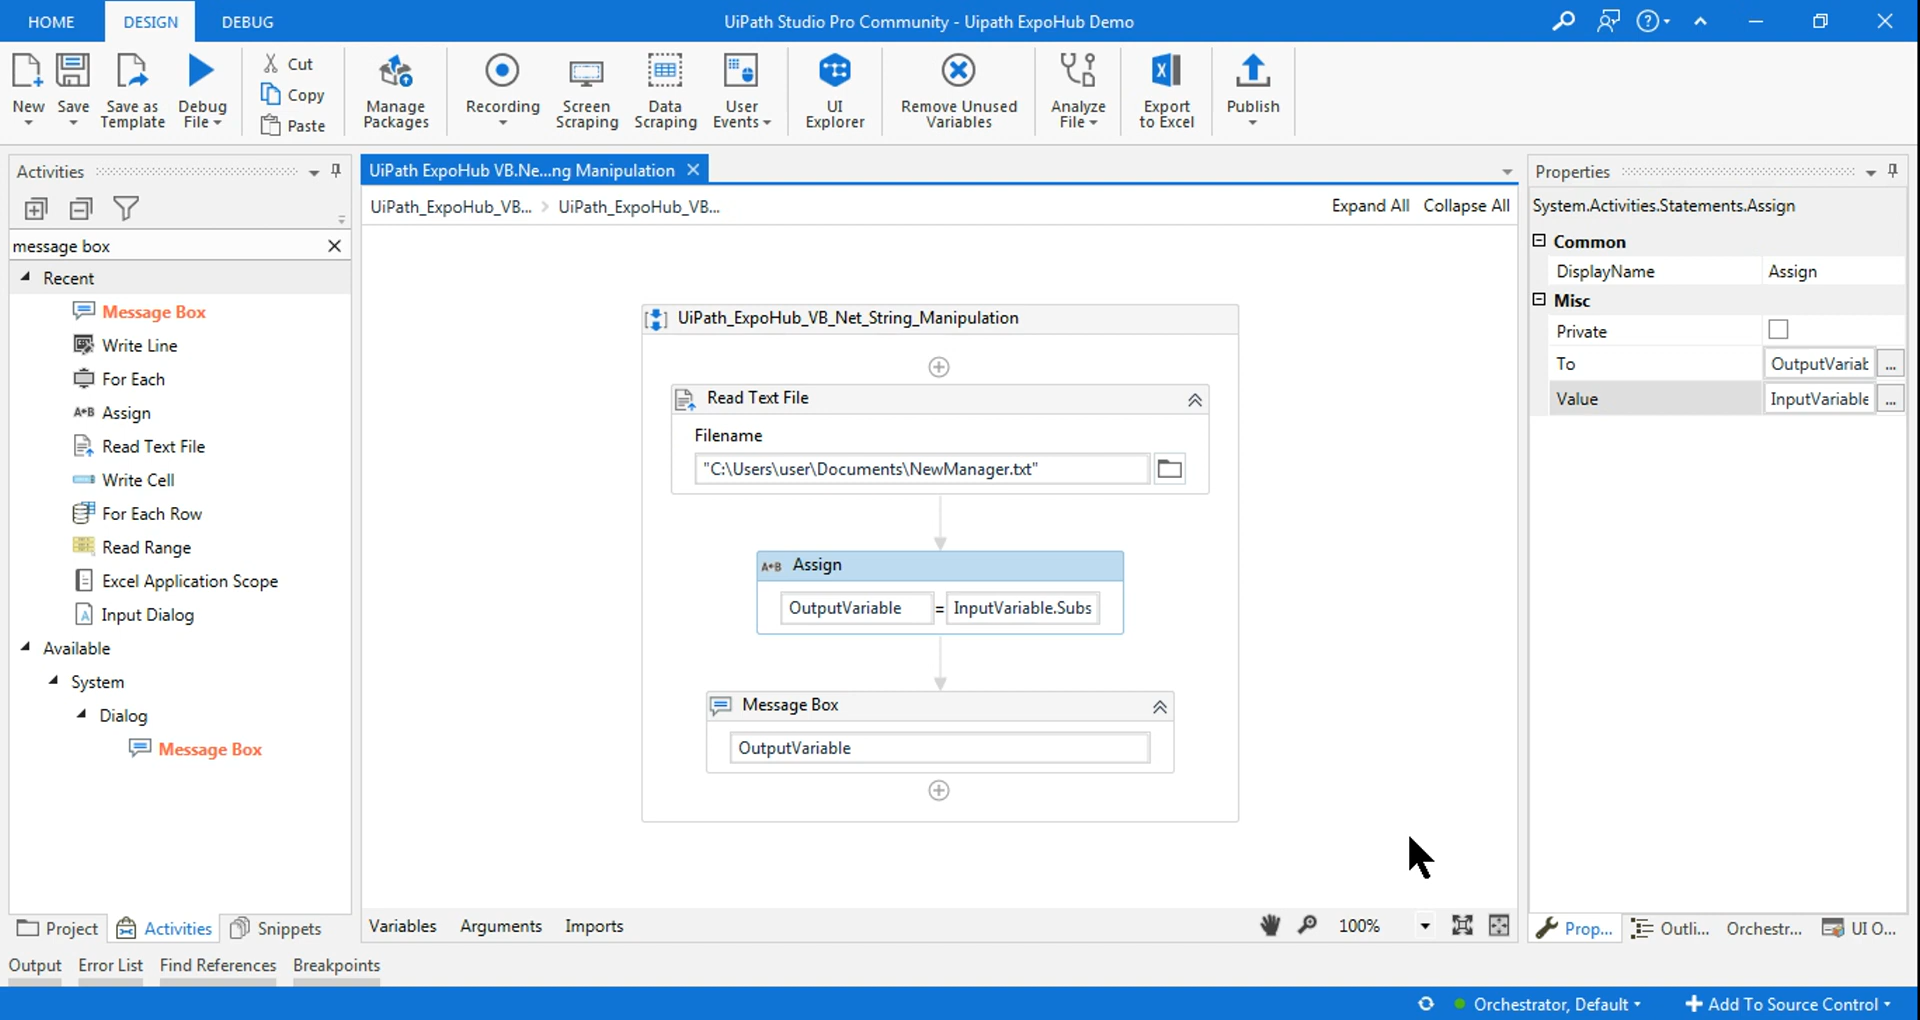 HOME DESIGN DEBUG UiPath Studio Pro Community - Uipath ExpoHub Demo
New Save Save as Template Debug File Cut Copy Paste Manage Packages Recording Screen Scraping Data Scraping User Events UI Explorer Remove Unused Variables Analyze File Export to Excel Publish
Activities
message box
Recent
Message Box
Write Line
For Each
A+B Assign
Read Text File
Write Cell
For Each Row
Read Range
Excel Application Scope
Input Dialog
Available
System
Dialog
Message Box
Project Activities Snippets
UiPath ExpoHub VB.Ne...ng Manipulation
UiPath_ExpoHub_VB... UiPath_ExpoHub_VB... Expand All Collapse All
UiPath_ExpoHub_VB_Net_String_Manipulation
Read Text File
Filename
"C:\Users\user\Documents\NewManager.txt"
A+B Assign
OutputVariable = InputVariable.Subs
Message Box
OutputVariable
Variables Arguments Imports 100%
Properties
System.Activities.Statements.Assign
Common
DisplayName Assign
Misc
Private
To OutputVariab ...
Value InputVariable ...
Prop... Outli... Orchestr... UI O...
Output Error List Find References Breakpoints
Orchestrator, Default Add To Source Control